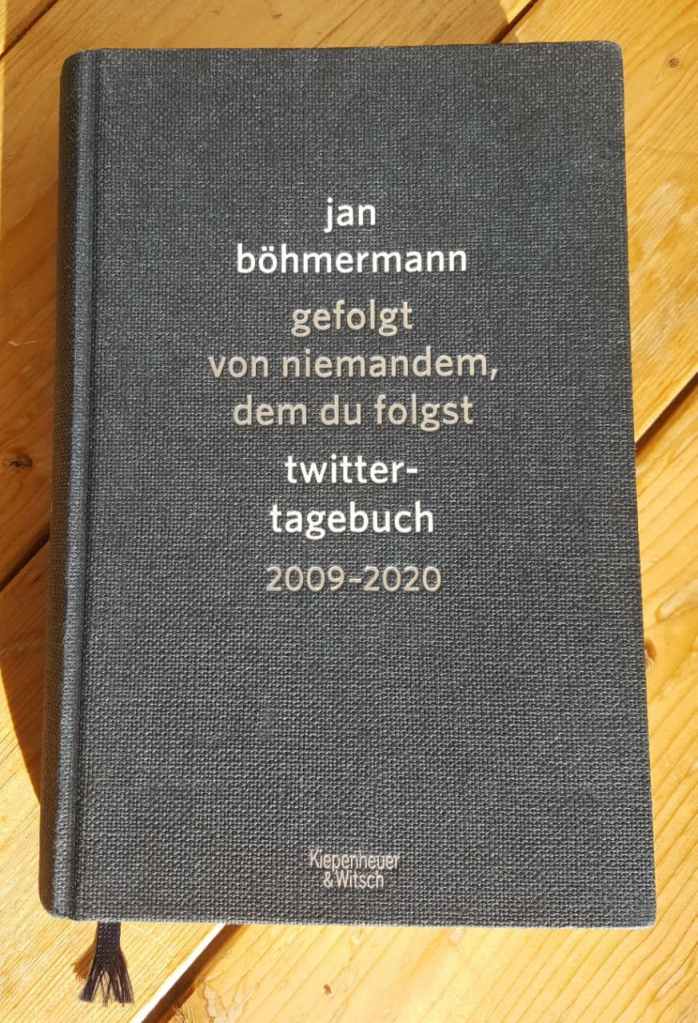 jan
böhmermann
gefolgt
von niemandem,
dem du folgst
twitter-
tagebuch
2009–2020
Kiepenheuer
& Witsch